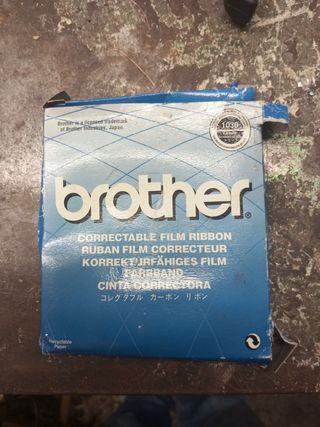 Brother is a licensed trademark
of Brother Industries, Japan.
1030
brother®
CORRECTABLE FILM RIBBON
RUBAN FILM CORRECTEUR
KORREKTURFÄHIGES FILM
FARBBAND
CINTA CORRECTORA
コレクタブル カーボン リボン
Recyclable
Paper